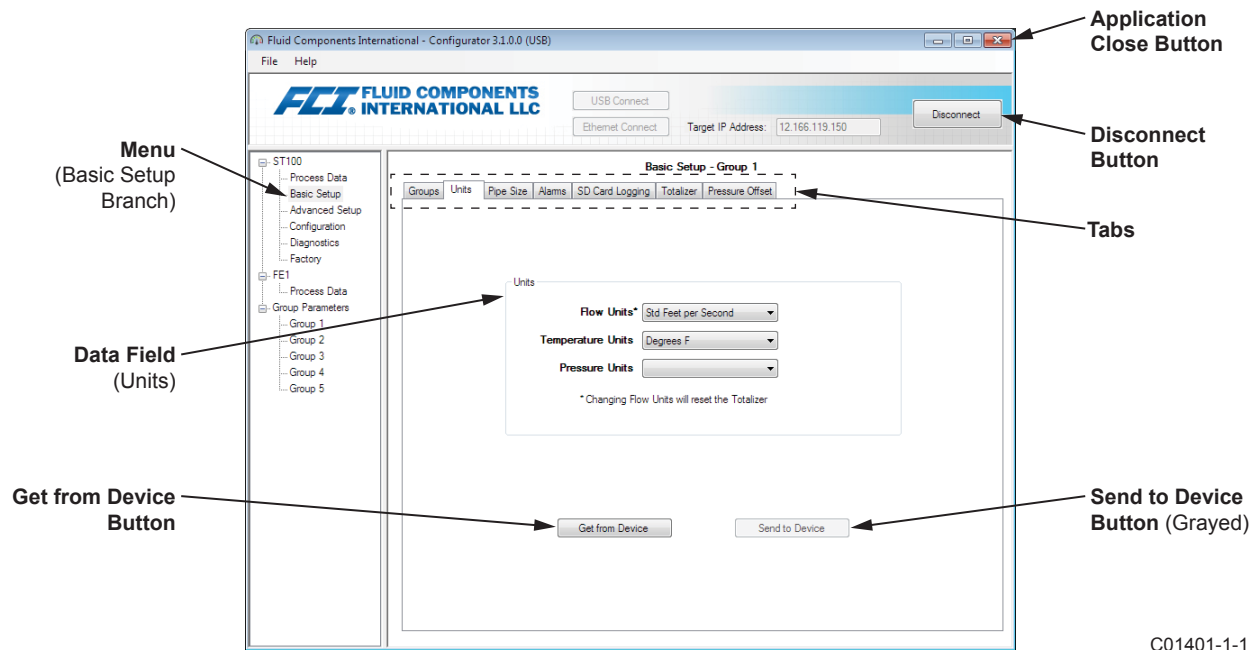 Application
Close Button
Fluid Components International - Configurator 3.1.0.0 (USB)
File Help
FCI® FLUID COMPONENTS
INTERNATIONAL LLC
USB Connect
Ethernet Connect Target IP Address: 12.166.119.150
Disconnect
Disconnect
Button
Menu
(Basic Setup
Branch)
ST100
Process Data
Basic Setup
Advanced Setup
Configuration
Diagnostics
Factory
FE1
Process Data
Group Parameters
Group 1
Group 2
Group 3
Group 4
Group 5
Basic Setup - Group 1
Groups Units Pipe Size Alarms SD Card Logging Totalizer Pressure Offset
Tabs
Units
Flow Units* Std Feet per Second
Temperature Units Degrees F
Pressure Units
* Changing Flow Units will reset the Totalizer
Data Field
(Units)
Get from Device
Button
Get from Device Send to Device
Send to Device
Button (Grayed)
C01401-1-1